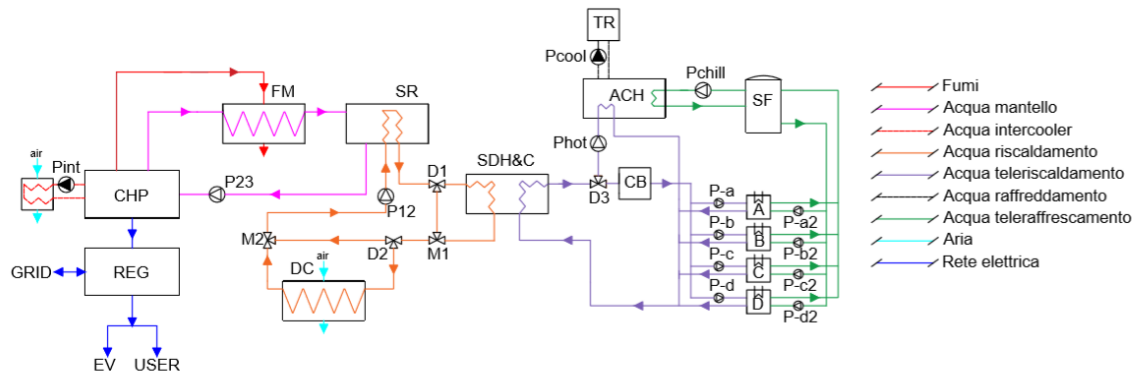 TR
Pcool
Pchill
FM
SR
ACH
SF
Fumi
Acqua mantello
Acqua intercooler
Acqua riscaldamento
Acqua teleriscaldamento
Acqua raffreddamento
Acqua teleraffrescamento
Aria
Rete elettrica
air
Pint
Phot
SDH&C
D1
CHP
P23
P12
D3
CB
P-a
A
P-a2
P-b
B
P-b2
M2
D2
M1
P-c
C
P-c2
DC
air
P-d
D
P-d2
GRID
REG
EV
USER